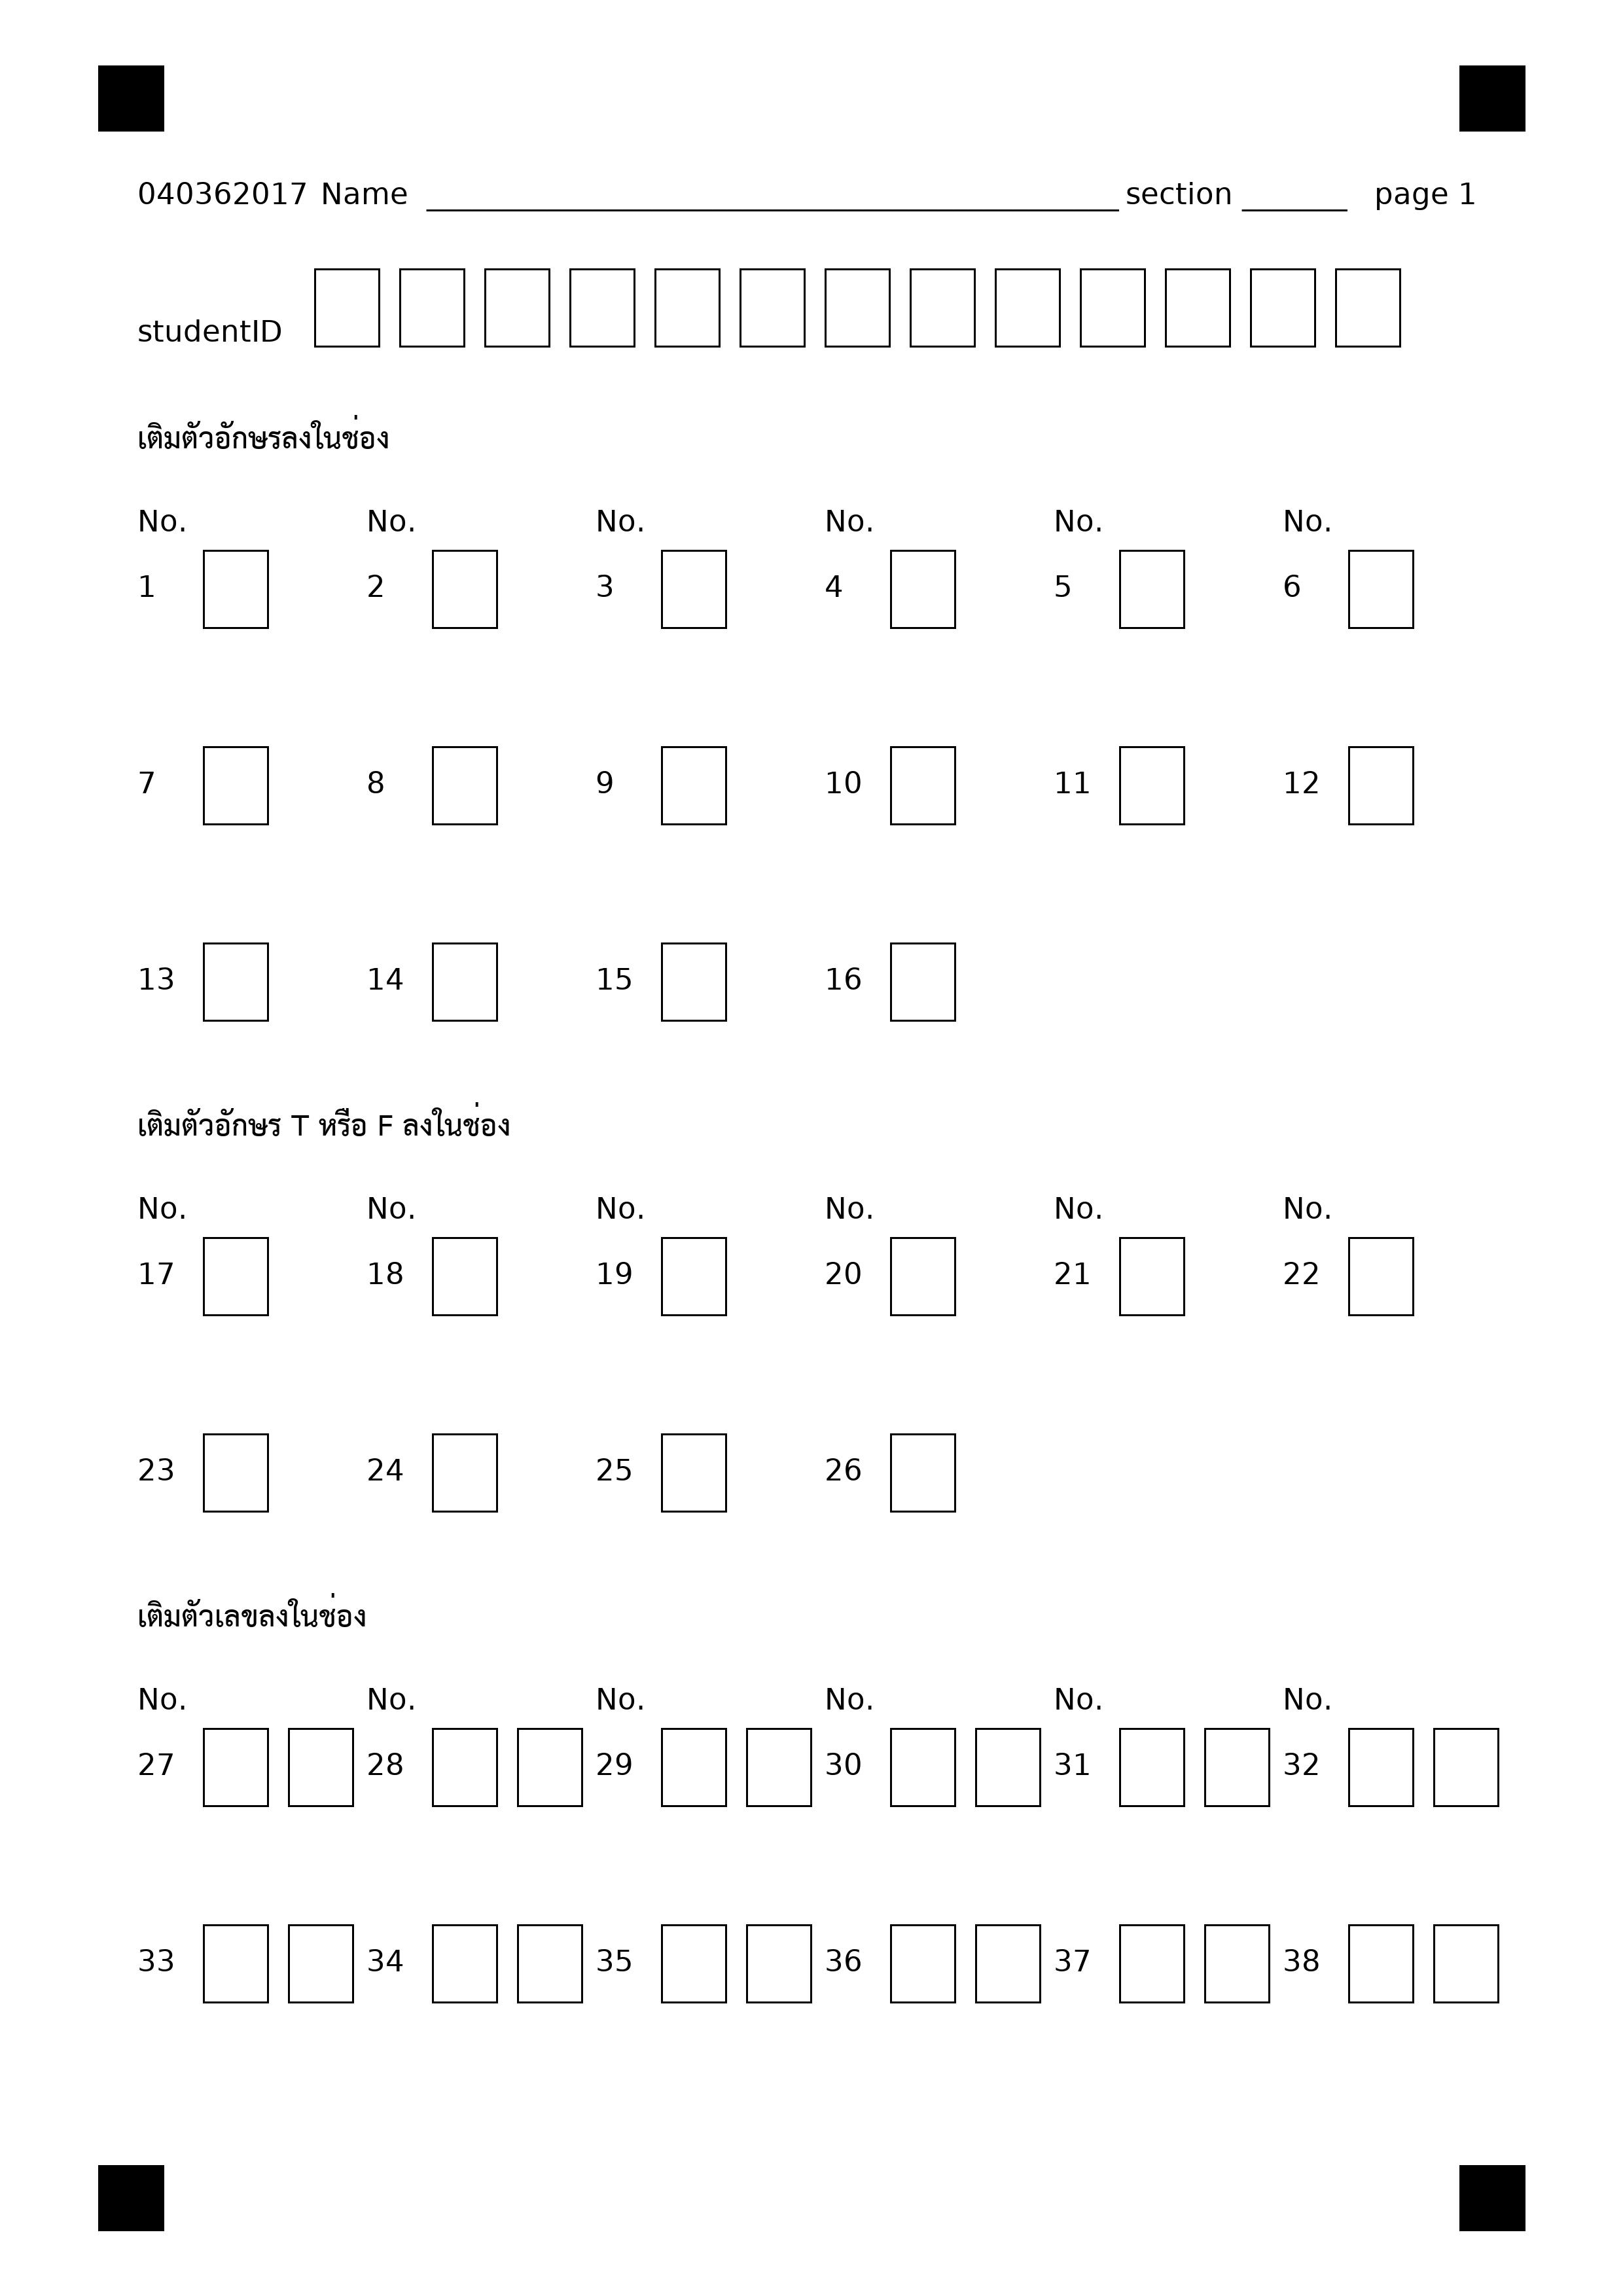 040362017 Name section page 1
studentID
เติมตัวอักษรลงในช่อง
No. No. No. No. No. No.
1 2 3 4 5 6
7 8 9 10 11 12
13 14 15 16
เติมตัวอักษร T หรือ F ลงในช่อง
No. No. No. No. No. No.
17 18 19 20 21 22
23 24 25 26
เติมตัวเลขลงในช่อง
No. No. No. No. No. No.
27 28 29 30 31 32
33 34 35 36 37 38